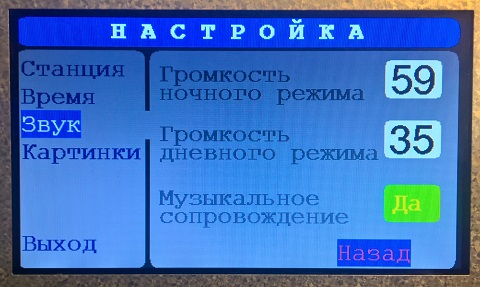 НАСТРОЙКА
Станция
Время
Звук
Картинки
Выход
Громкость
ночного режима
59
Громкость
дневного режима
35
Музыкальное
сопровождение
Да
Назад